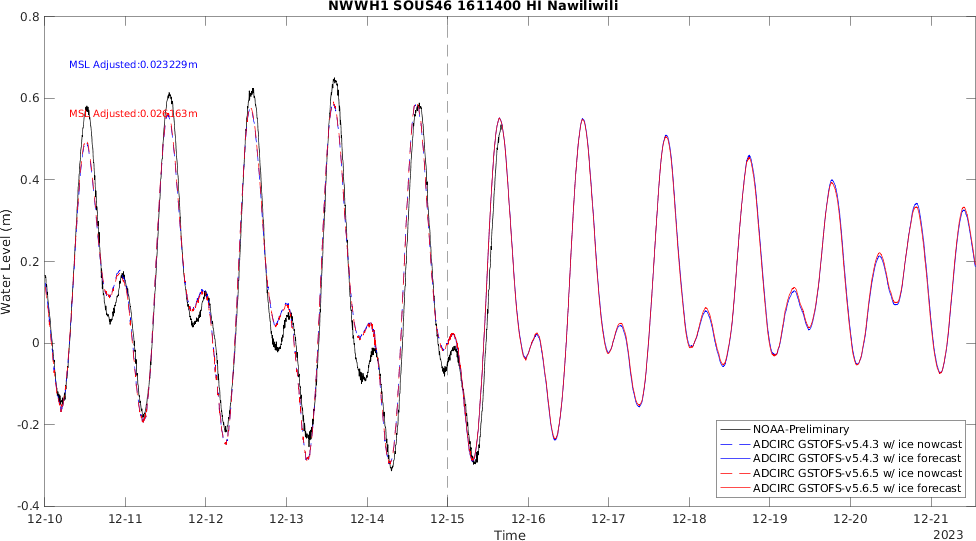 NWWH1 SOUS46 1611400 HI Nawiliwili
0.8
0.6
0.4
0.2
0
-0.2
-0.4
Water Level (m)
MSL Adjusted:0.023229m
MSL Adjusted:0.026163m
NOAA-Preliminary
ADCIRC GSTOFS-v5.4.3 w/ ice nowcast
ADCIRC GSTOFS-v5.4.3 w/ ice forecast
ADCIRC GSTOFS-v5.6.5 w/ ice nowcast
ADCIRC GSTOFS-v5.6.5 w/ ice forecast
12-10 12-11 12-12 12-13 12-14 12-15 12-16 12-17 12-18 12-19 12-20 12-21
Time
2023